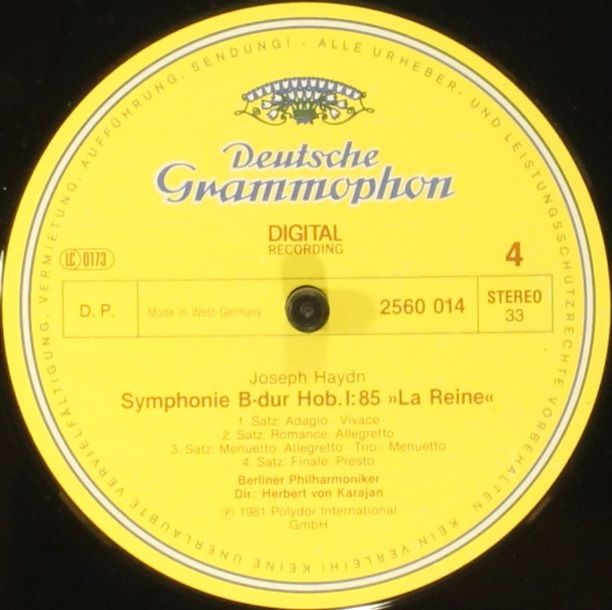 ALLE URHEBER- UND LEISTUNGSSCHUTZRECHTE VORBEHALTEN. KEIN VERLEIH! KEINE UNERLAUBTE VERVIELFÄLTIGUNG, VERMIETUNG, AUFFÜHRUNG, SENDUNG!
Deutsche
Grammophon
DIGITAL
RECORDING
LC 0173
4
D. P.
Made in West Germany
2560 014
STEREO
33
Joseph Haydn
Symphonie B-dur Hob. I: 85 »La Reine«
1. Satz: Adagio - Vivace
2. Satz: Romance. Allegretto
3. Satz: Menuetto. Allegretto - Trio - Menuetto
4. Satz: Finale. Presto
Berliner Philharmoniker
Dir.: Herbert von Karajan
℗ 1981 Polydor International
GmbH